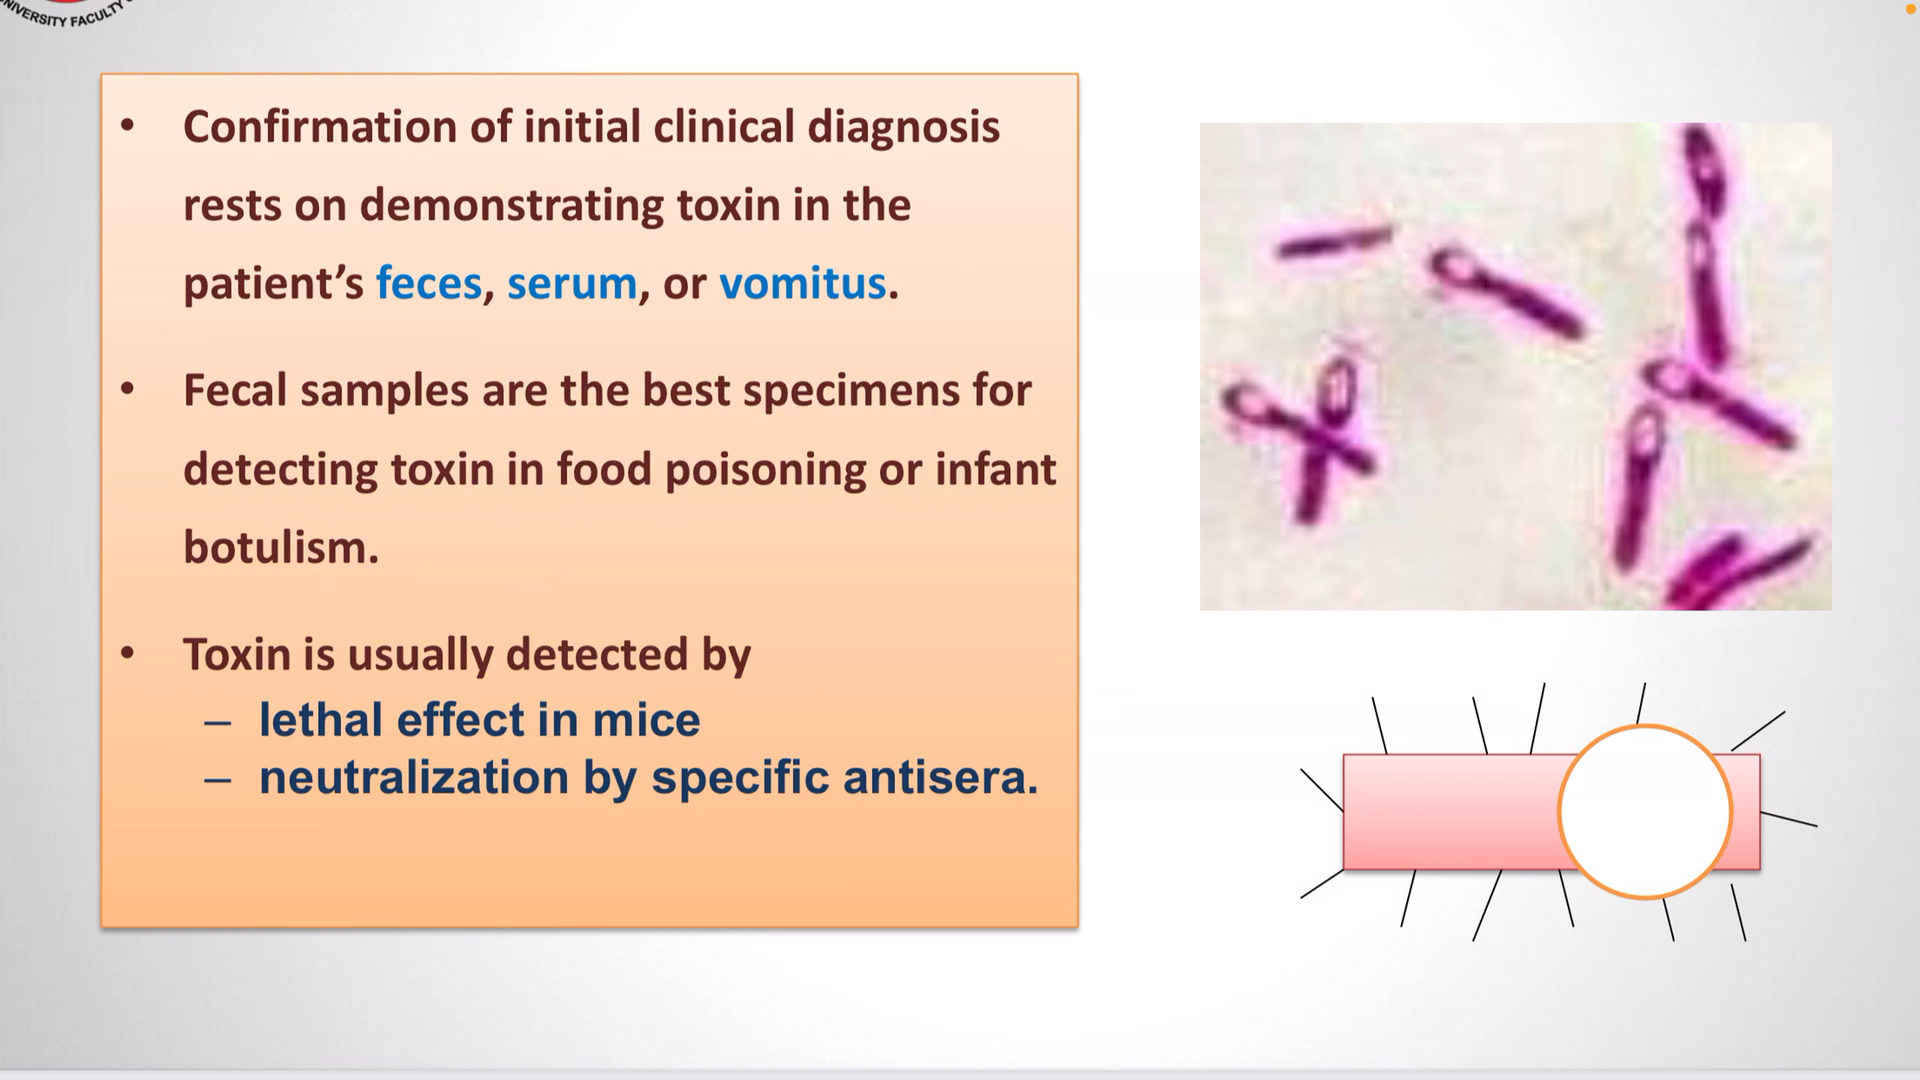 UNIVERSITY FACULTY
• Confirmation of initial clinical diagnosis
rests on demonstrating toxin in the
patient’s feces, serum, or vomitus.
• Fecal samples are the best specimens for
detecting toxin in food poisoning or infant
botulism.
• Toxin is usually detected by
– lethal effect in mice
– neutralization by specific antisera.